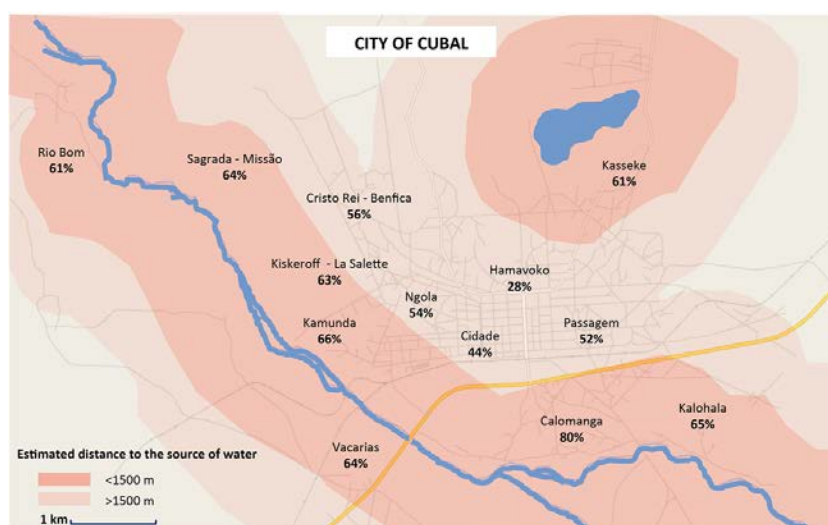 CITY OF CUBAL
Rio Bom
61%
Sagrada - Missão
64%
Kasseke
61%
Cristo Rei - Benfica
56%
Kiskeroff - La Salette
63%
Hamavoko
28%
Ngola
54%
Kamunda
66%
Cidade
44%
Passagem
52%
Kalohala
65%
Calomanga
80%
Vacarias
64%
Estimated distance to the source of water
<1500 m
>1500 m
1 km